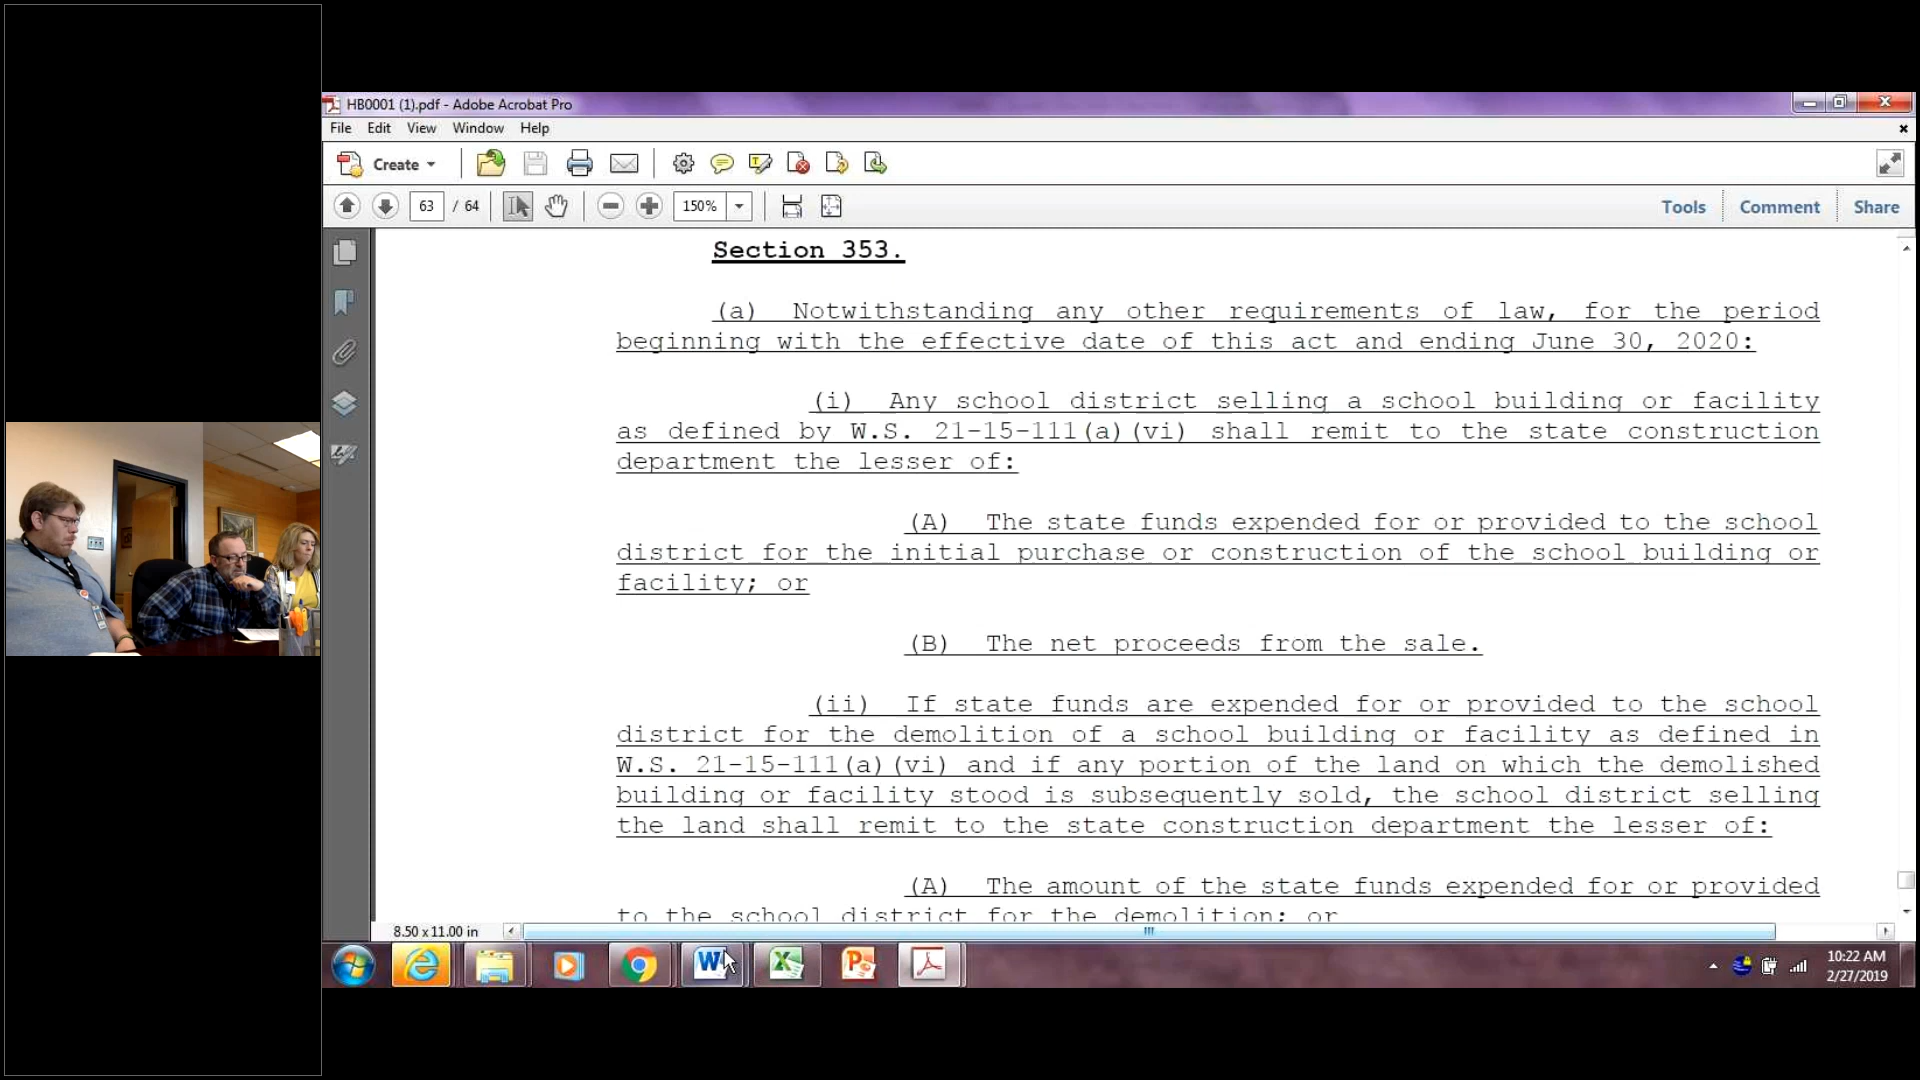 HB0001 (1).pdf - Adobe Acrobat Pro
File Edit View Window Help
Create
63 / 64 150% Tools Comment Share
Section 353.
(a) Notwithstanding any other requirements of law, for the period
beginning with the effective date of this act and ending June 30, 2020:
(i) Any school district selling a school building or facility
as defined by W.S. 21-15-111(a)(vi) shall remit to the state construction
department the lesser of:
(A) The state funds expended for or provided to the school
district for the initial purchase or construction of the school building or
facility; or
(B) The net proceeds from the sale.
(ii) If state funds are expended for or provided to the school
district for the demolition of a school building or facility as defined in
W.S. 21-15-111(a)(vi) and if any portion of the land on which the demolished
building or facility stood is subsequently sold, the school district selling
the land shall remit to the state construction department the lesser of:
(A) The amount of the state funds expended for or provided
to the school district for the demolition; or
8.50 x 11.00 in
10:22 AM
2/27/2019